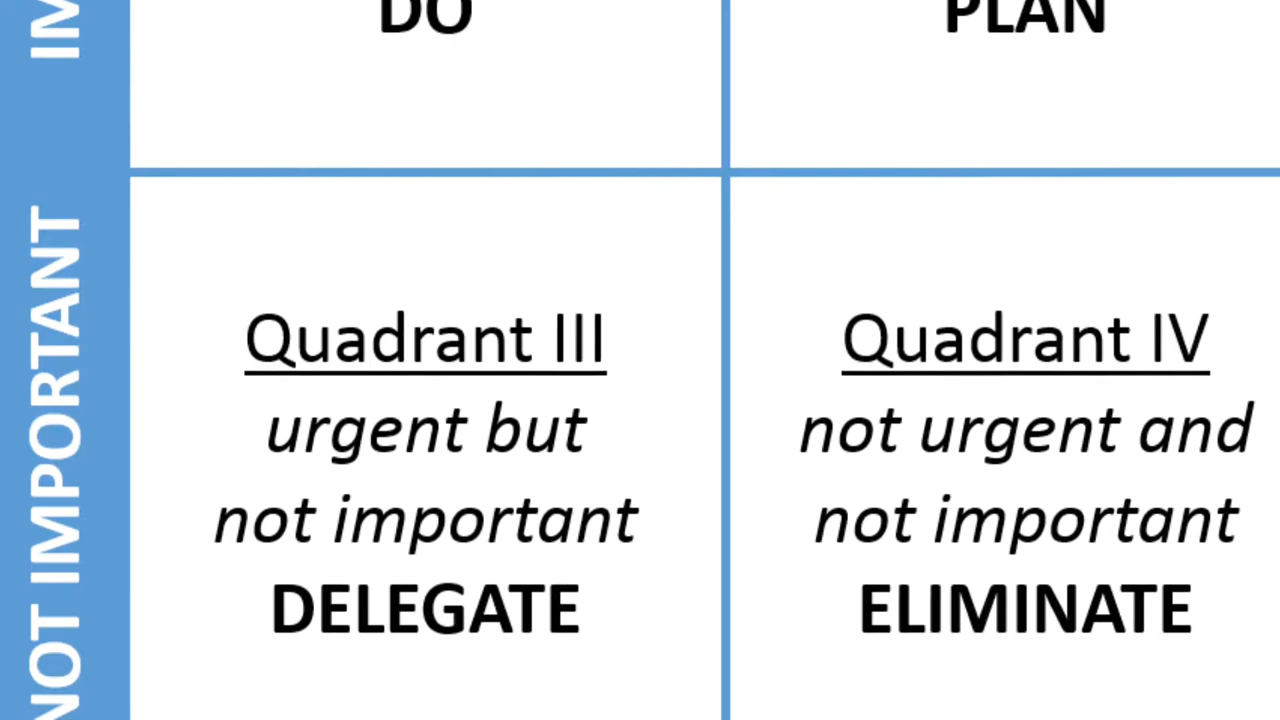 IM
DO
PLAN
NOT IMPORTANT
Quadrant III
urgent but
not important
DELEGATE
Quadrant IV
not urgent and
not important
ELIMINATE